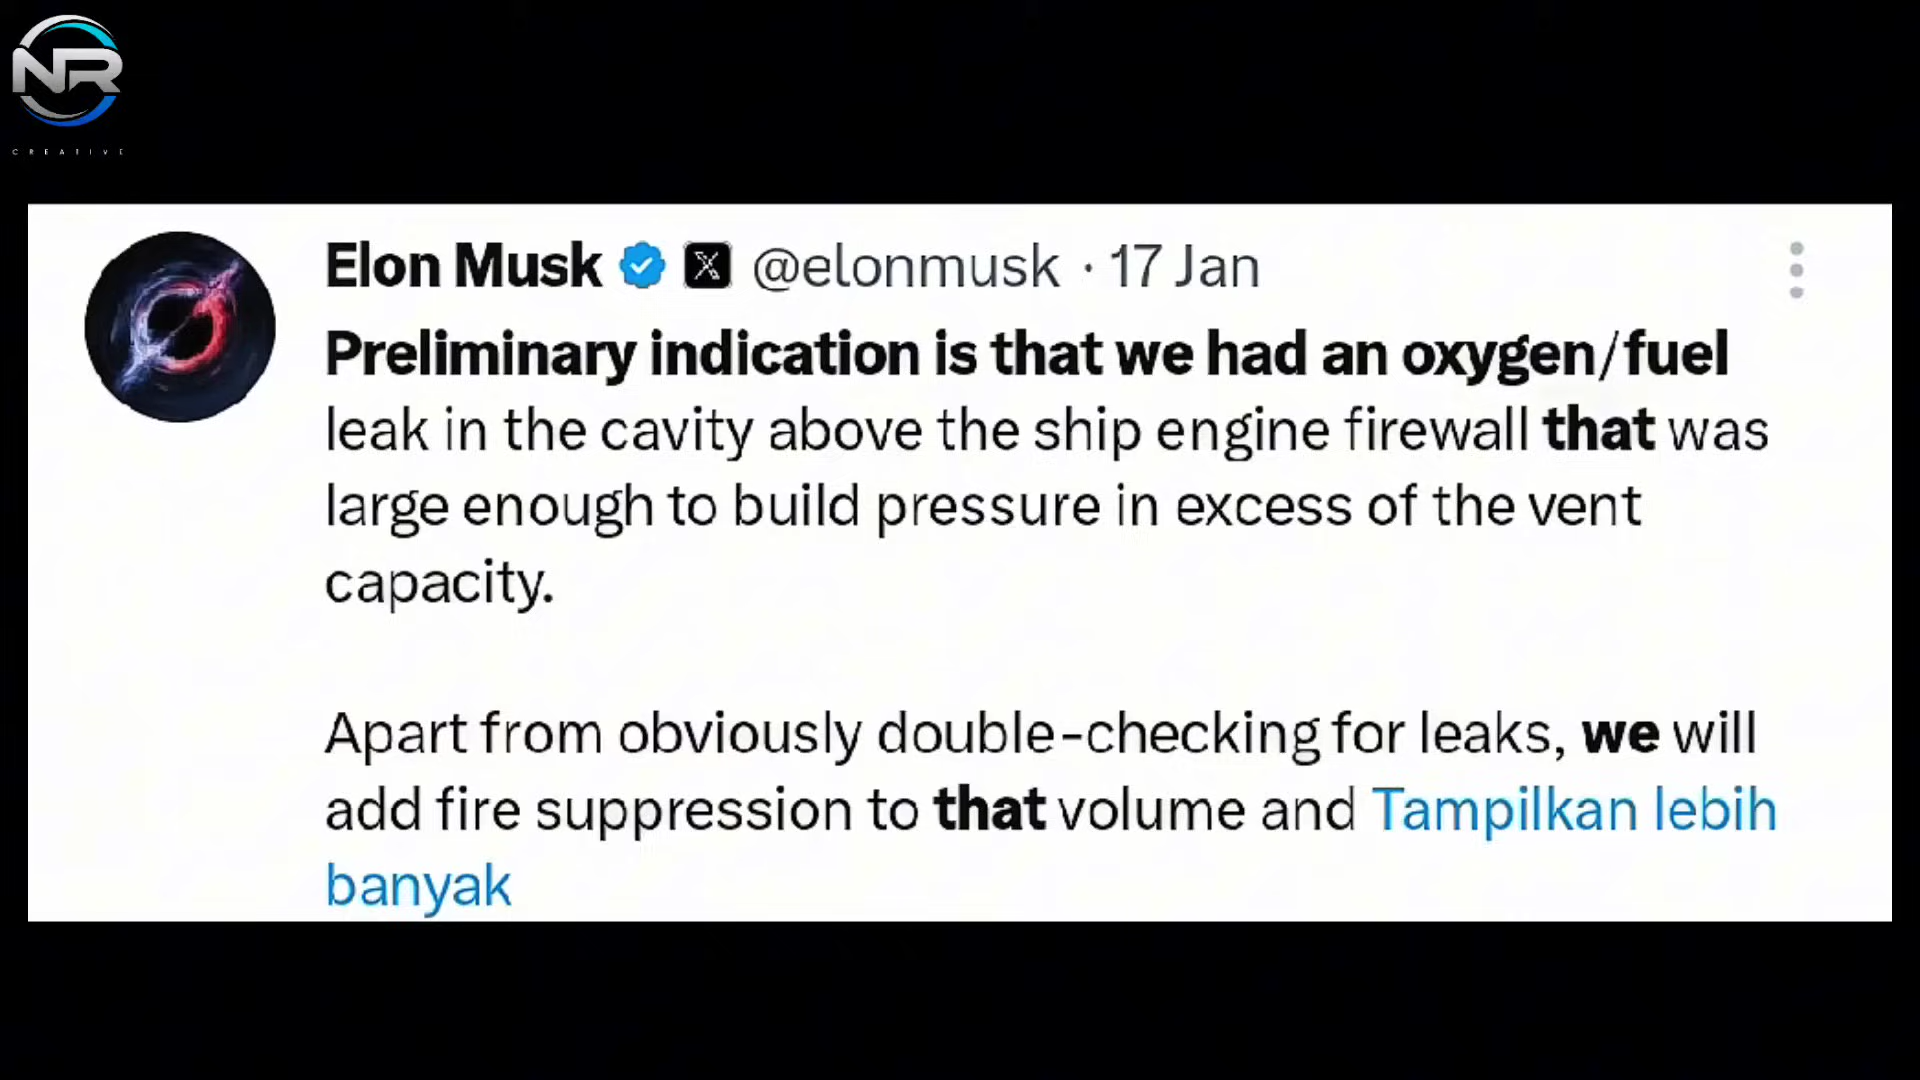 NR
CREATIVE
Elon Musk X @elonmusk · 17 Jan
Preliminary indication is that we had an oxygen/fuel
leak in the cavity above the ship engine firewall that was
large enough to build pressure in excess of the vent
capacity.
Apart from obviously double-checking for leaks, we will
add fire suppression to that volume and Tampilkan lebih
banyak